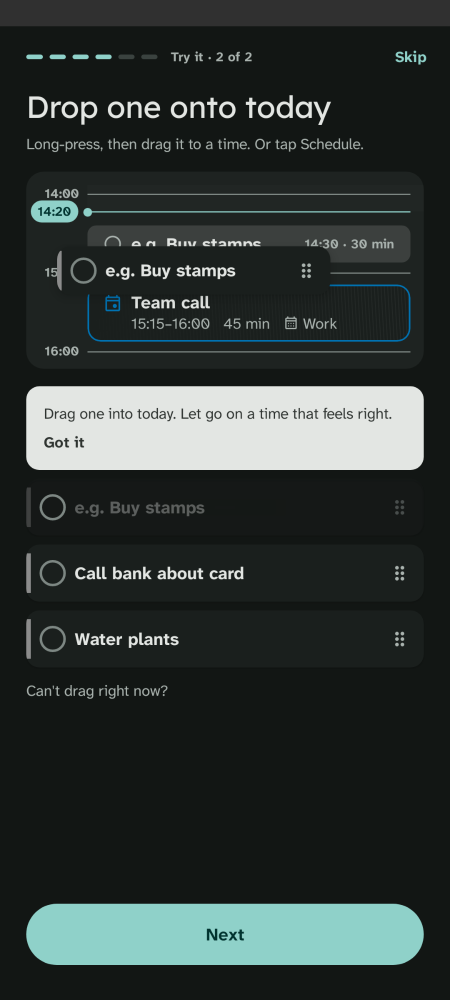 Try it · 2 of 2
Skip
Drop one onto today
Long-press, then drag it to a time. Or tap Schedule.
14:00
14:20
e.g. Buy stamps 14:30 · 30 min
15
e.g. Buy stamps
Team call
15:15–16:00 45 min Work
16:00
Drag one into today. Let go on a time that feels right.
Got it
e.g. Buy stamps
Call bank about card
Water plants
Can't drag right now?
Next